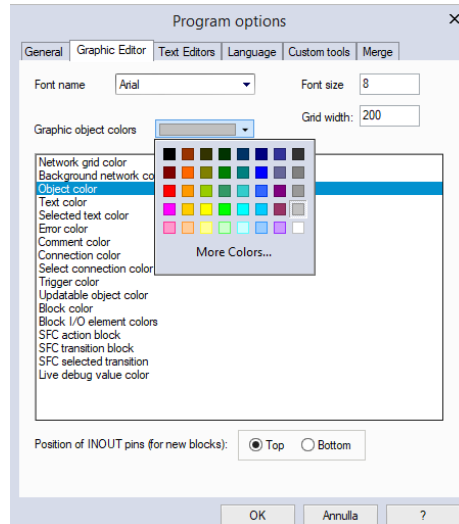 Program options
General Graphic Editor Text Editors Language Custom tools Merge
Font name Arial Font size 8
Grid width: 200
Graphic object colors
More Colors...
Network grid color
Background network co
Object color
Text color
Selected text color
Error color
Comment color
Connection color
Select connection color
Trigger color
Updatable object color
Block color
Block I/O element colors
SFC action block
SFC transition block
SFC selected transition
Live debug value color
Position of INOUT pins (for new blocks): Top Bottom
OK Annulla ?